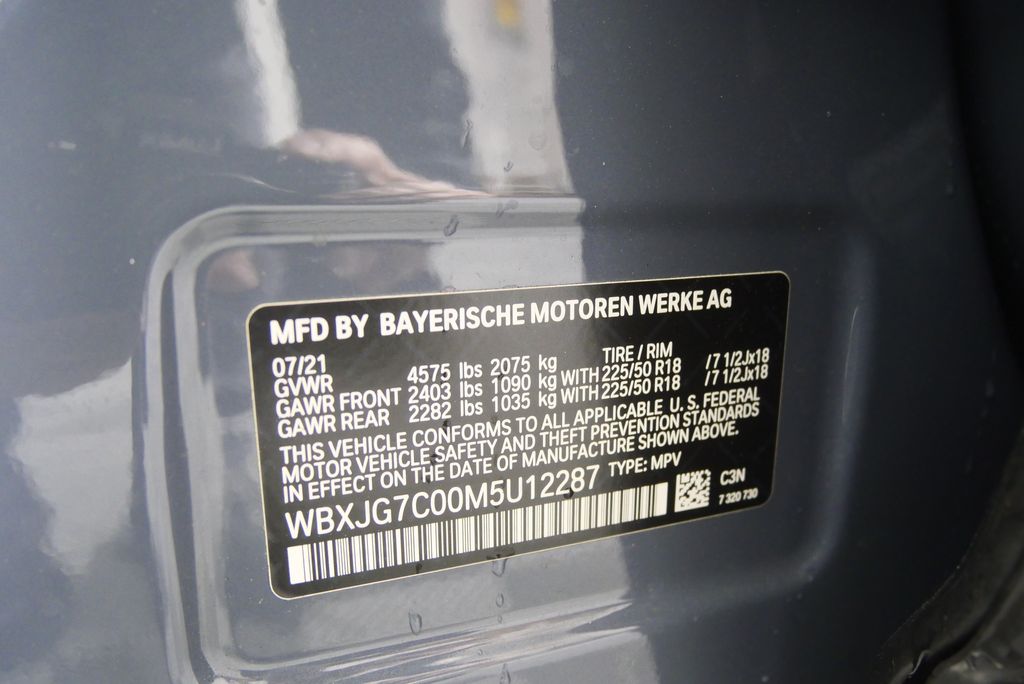 MFD BY BAYERISCHE MOTOREN WERKE AG
07/21 TIRE / RIM
GVWR 4575 lbs 2075 kg
GAWR FRONT 2403 lbs 1090 kg WITH 225/50 R18 /7 1/2Jx18
GAWR REAR 2282 lbs 1035 kg WITH 225/50 R18 /7 1/2Jx18
THIS VEHICLE CONFORMS TO ALL APPLICABLE U.S. FEDERAL
MOTOR VEHICLE SAFETY AND THEFT PREVENTION STANDARDS
IN EFFECT ON THE DATE OF MANUFACTURE SHOWN ABOVE.
WBXJG7C00M5U12287 TYPE: MPV
C3N
7 320 730